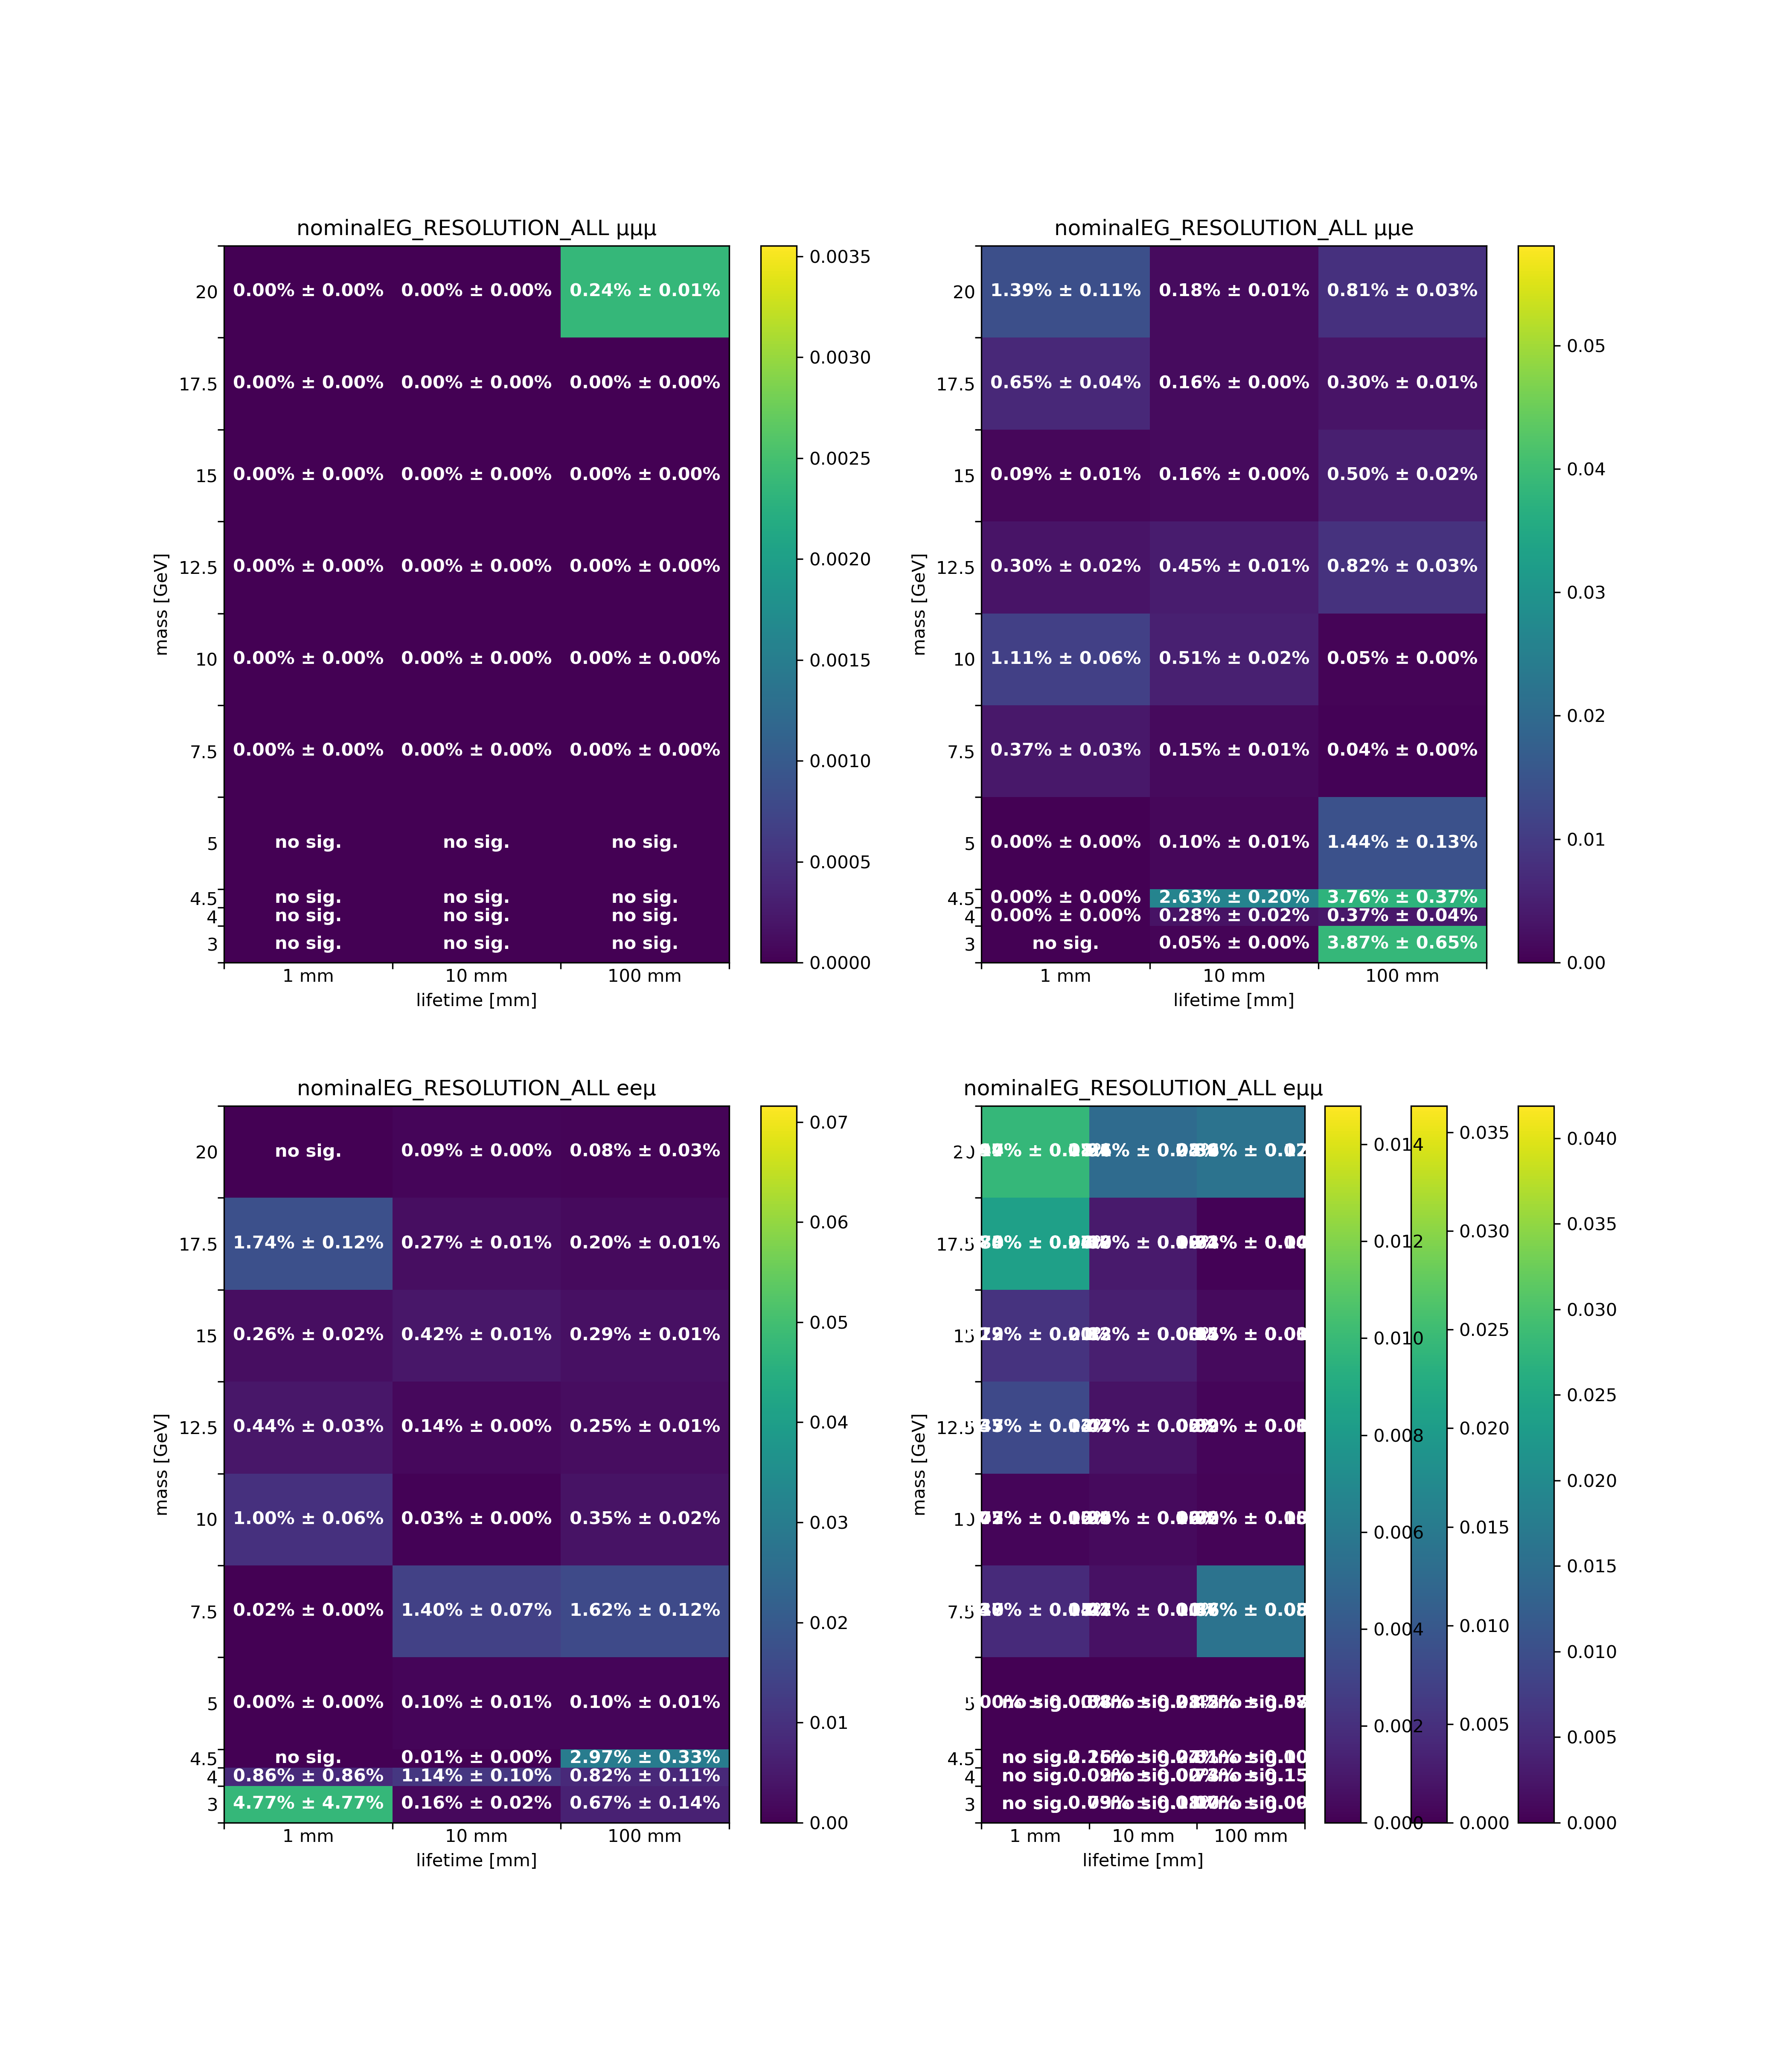 nominalEG_RESOLUTION_ALL μμμ
20 0.00% ± 0.00% 0.00% ± 0.00% 0.24% ± 0.01%
17.5 0.00% ± 0.00% 0.00% ± 0.00% 0.00% ± 0.00%
15 0.00% ± 0.00% 0.00% ± 0.00% 0.00% ± 0.00%
12.5 0.00% ± 0.00% 0.00% ± 0.00% 0.00% ± 0.00%
10 0.00% ± 0.00% 0.00% ± 0.00% 0.00% ± 0.00%
7.5 0.00% ± 0.00% 0.00% ± 0.00% 0.00% ± 0.00%
5 no sig. no sig. no sig.
4.5 no sig. no sig. no sig.
4 no sig. no sig. no sig.
3 no sig. no sig. no sig.
1 mm 10 mm 100 mm
lifetime [mm]
mass [GeV]
0.0035
0.0030
0.0025
0.0020
0.0015
0.0010
0.0005
0.0000
nominalEG_RESOLUTION_ALL μμe
20 1.39% ± 0.11% 0.18% ± 0.01% 0.81% ± 0.03%
17.5 0.65% ± 0.04% 0.16% ± 0.00% 0.30% ± 0.01%
15 0.09% ± 0.01% 0.16% ± 0.00% 0.50% ± 0.02%
12.5 0.30% ± 0.02% 0.45% ± 0.01% 0.82% ± 0.03%
10 1.11% ± 0.06% 0.51% ± 0.02% 0.05% ± 0.00%
7.5 0.37% ± 0.03% 0.15% ± 0.01% 0.04% ± 0.00%
5 0.00% ± 0.00% 0.10% ± 0.01% 1.44% ± 0.13%
4.5 0.00% ± 0.00% 2.63% ± 0.20% 3.76% ± 0.37%
4 0.00% ± 0.00% 0.28% ± 0.02% 0.37% ± 0.04%
3 no sig. 0.05% ± 0.00% 3.87% ± 0.65%
1 mm 10 mm 100 mm
lifetime [mm]
mass [GeV]
0.05
0.04
0.03
0.02
0.01
0.00
nominalEG_RESOLUTION_ALL eeμ
20 no sig. 0.09% ± 0.00% 0.08% ± 0.03%
17.5 1.74% ± 0.12% 0.27% ± 0.01% 0.20% ± 0.01%
15 0.26% ± 0.02% 0.42% ± 0.01% 0.29% ± 0.01%
12.5 0.44% ± 0.03% 0.14% ± 0.00% 0.25% ± 0.01%
10 1.00% ± 0.06% 0.03% ± 0.00% 0.35% ± 0.02%
7.5 0.02% ± 0.00% 1.40% ± 0.07% 1.62% ± 0.12%
5 0.00% ± 0.00% 0.10% ± 0.01% 0.10% ± 0.01%
4.5 no sig. 0.01% ± 0.00% 2.97% ± 0.33%
4 0.86% ± 0.86% 1.14% ± 0.10% 0.82% ± 0.11%
3 4.77% ± 4.77% 0.16% ± 0.02% 0.67% ± 0.14%
1 mm 10 mm 100 mm
lifetime [mm]
mass [GeV]
0.07
0.06
0.05
0.04
0.03
0.02
0.01
0.00
nominalEG_RESOLUTION_ALL eμμ
20
17.5
15
12.5
10
7.5
5
4.5 no sig.
4 no sig.
3 no sig.
1 mm 10 mm 100 mm
lifetime [mm]
mass [GeV]
0.014
0.012
0.010
0.008
0.006
0.004
0.002
0.000
0.035
0.030
0.025
0.020
0.015
0.010
0.005
0.000
0.040
0.035
0.030
0.025
0.020
0.015
0.010
0.005
0.000